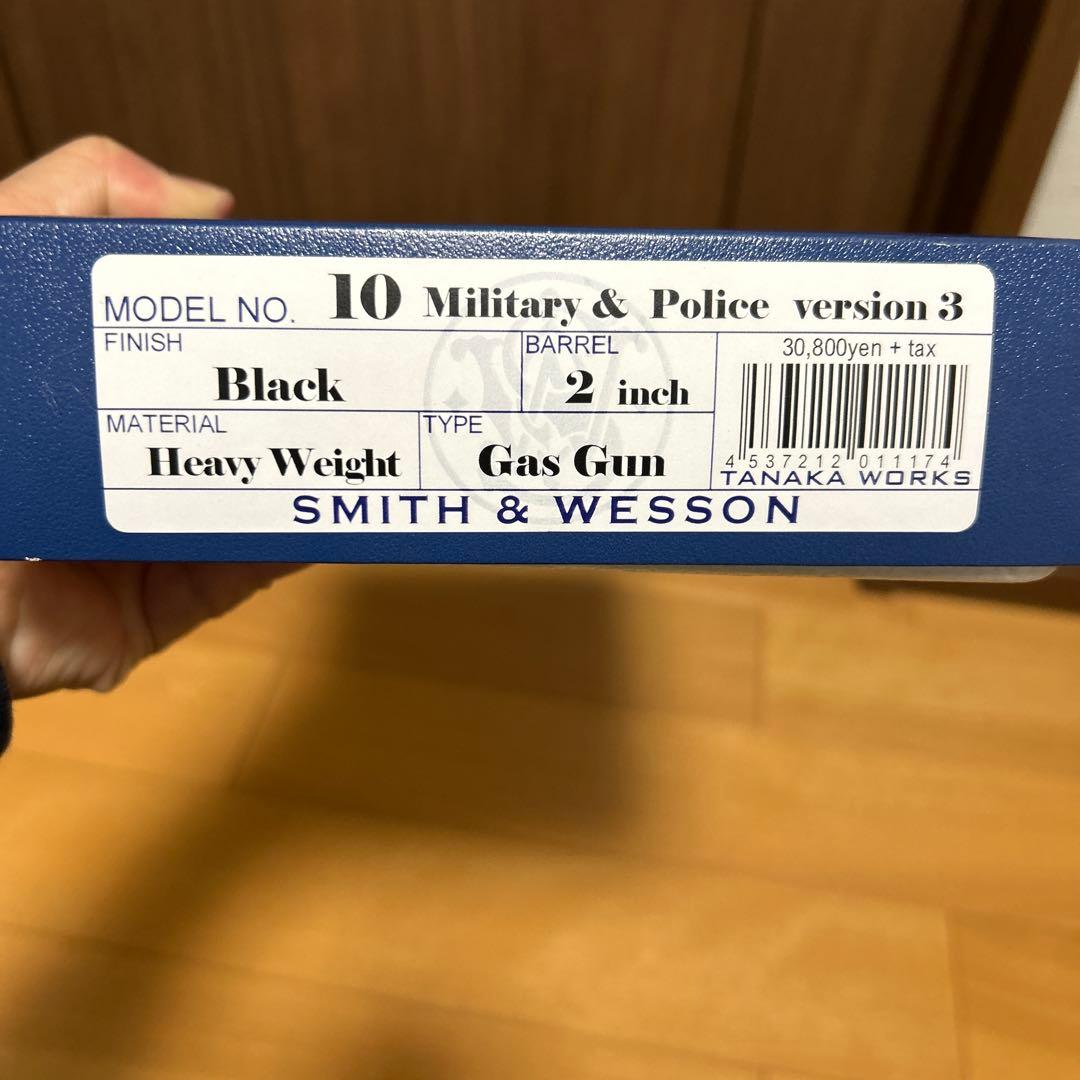 MODEL NO. 10 Military & Police version 3
FINISH
Black
BARREL
2 inch
30,800yen + tax
MATERIAL
Heavy Weight
TYPE
Gas Gun
4 537212 011174
TANAKA WORKS
SMITH & WESSON